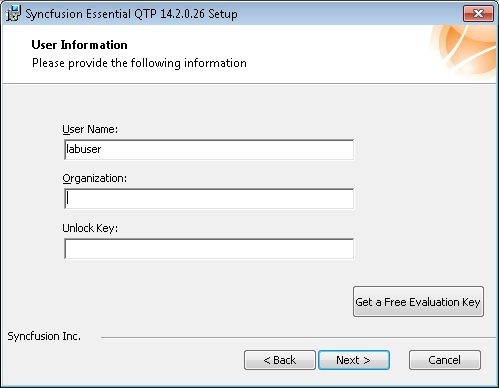 Syncfusion Essential QTP 14.2.0.26 Setup
User Information
Please provide the following information
User Name:
labuser
Organization:
Unlock Key:
Get a Free Evaluation Key
Syncfusion Inc.
< Back Next > Cancel